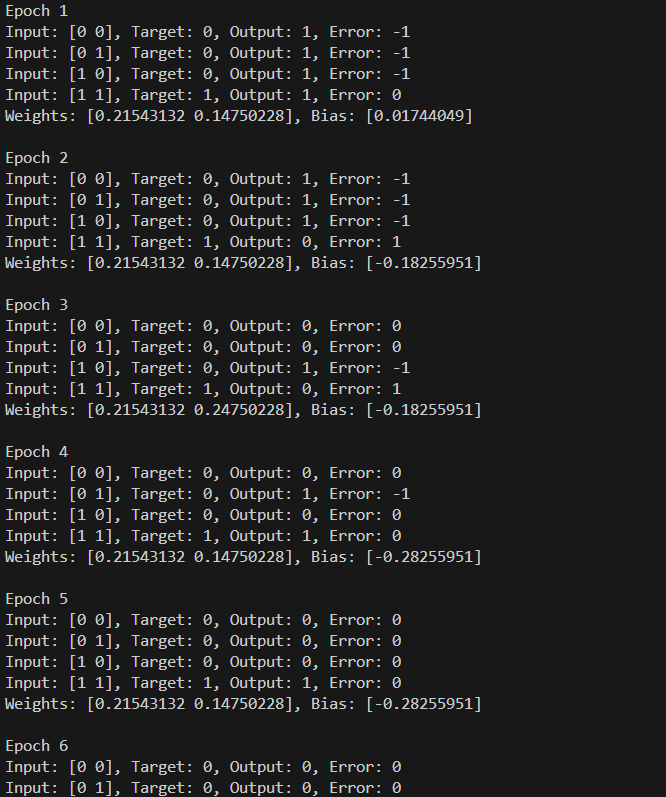 Epoch 1
Input: [0 0], Target: 0, Output: 1, Error: -1
Input: [0 1], Target: 0, Output: 1, Error: -1
Input: [1 0], Target: 0, Output: 1, Error: -1
Input: [1 1], Target: 1, Output: 1, Error: 0
Weights: [0.21543132 0.14750228], Bias: [0.01744049]

Epoch 2
Input: [0 0], Target: 0, Output: 1, Error: -1
Input: [0 1], Target: 0, Output: 1, Error: -1
Input: [1 0], Target: 0, Output: 1, Error: -1
Input: [1 1], Target: 1, Output: 0, Error: 1
Weights: [0.21543132 0.14750228], Bias: [-0.18255951]

Epoch 3
Input: [0 0], Target: 0, Output: 0, Error: 0
Input: [0 1], Target: 0, Output: 0, Error: 0
Input: [1 0], Target: 0, Output: 1, Error: -1
Input: [1 1], Target: 1, Output: 0, Error: 1
Weights: [0.21543132 0.24750228], Bias: [-0.18255951]

Epoch 4
Input: [0 0], Target: 0, Output: 0, Error: 0
Input: [0 1], Target: 0, Output: 1, Error: -1
Input: [1 0], Target: 0, Output: 0, Error: 0
Input: [1 1], Target: 1, Output: 1, Error: 0
Weights: [0.21543132 0.14750228], Bias: [-0.28255951]

Epoch 5
Input: [0 0], Target: 0, Output: 0, Error: 0
Input: [0 1], Target: 0, Output: 0, Error: 0
Input: [1 0], Target: 0, Output: 0, Error: 0
Input: [1 1], Target: 1, Output: 1, Error: 0
Weights: [0.21543132 0.14750228], Bias: [-0.28255951]

Epoch 6
Input: [0 0], Target: 0, Output: 0, Error: 0
Input: [0 1], Target: 0, Output: 0, Error: 0